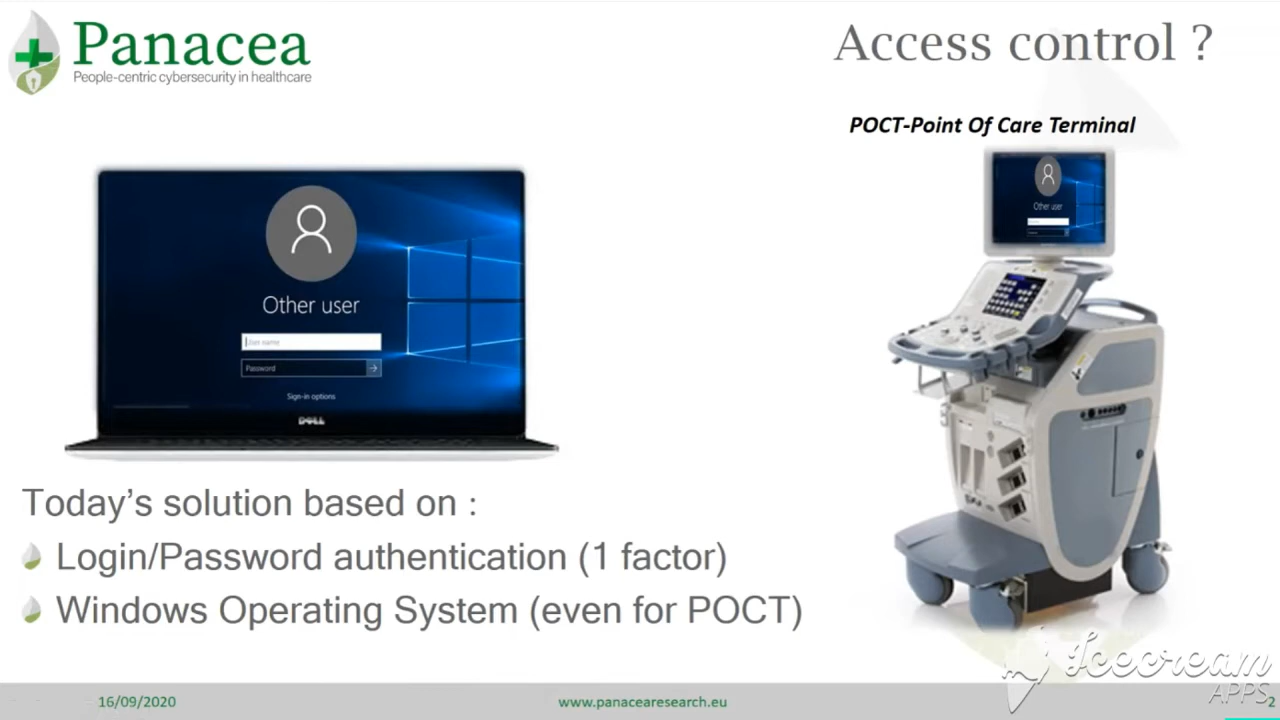 Panacea
People-centric cybersecurity in healthcare
Access control ?
POCT-Point Of Care Terminal
Other user
User name
Password
Sign-in options
DELL
Other user
Today's solution based on :
Login/Password authentication (1 factor)
Windows Operating System (even for POCT)
16/09/2020
www.panacearesearch.eu
2
Icecream
APPS